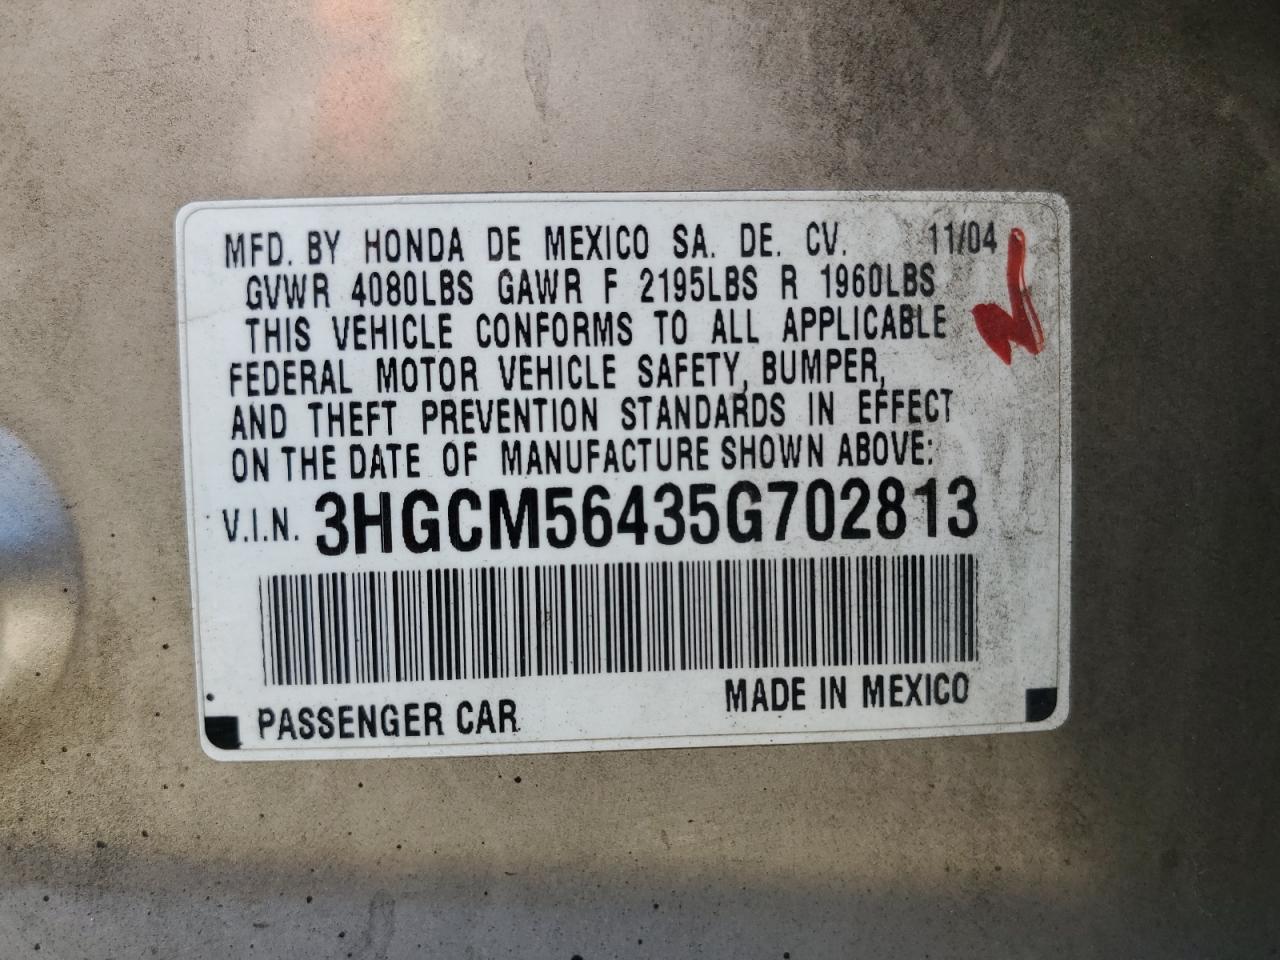 MFD. BY HONDA DE MEXICO SA. DE. CV. 11/04
GVWR 4080LBS GAWR F 2195LBS R 1960LBS
THIS VEHICLE CONFORMS TO ALL APPLICABLE
FEDERAL MOTOR VEHICLE SAFETY, BUMPER,
AND THEFT PREVENTION STANDARDS IN EFFECT
ON THE DATE OF MANUFACTURE SHOWN ABOVE:
V.I.N. 3HGCM56435G702813
PASSENGER CAR MADE IN MEXICO